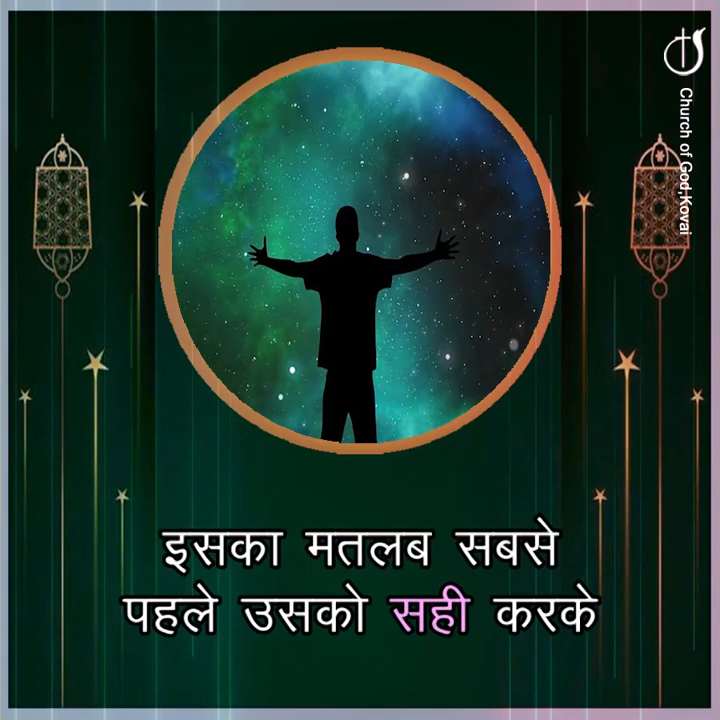 Church of God,Kovai
इसका मतलब सबसे
पहले उसको सही करके